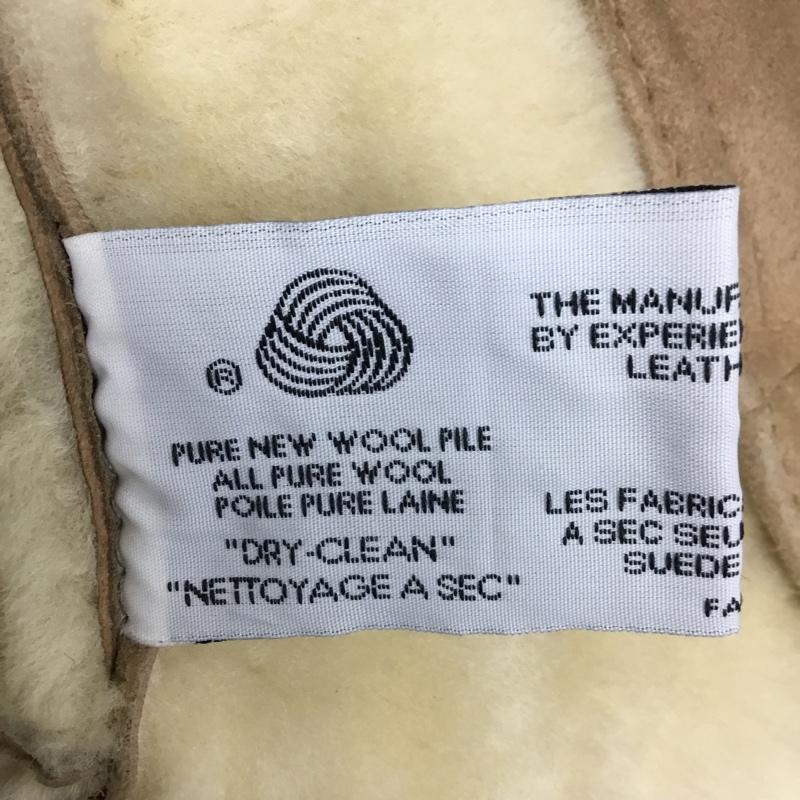 ®
PURE NEW WOOL PILE
ALL PURE WOOL
POILE PURE LAINE
"DRY-CLEAN"
"NETTOYAGE A SEC"
THE MANUF
BY EXPERIE
LEATH
LES FABRIC
A SEC SEU
SUEDE
FA